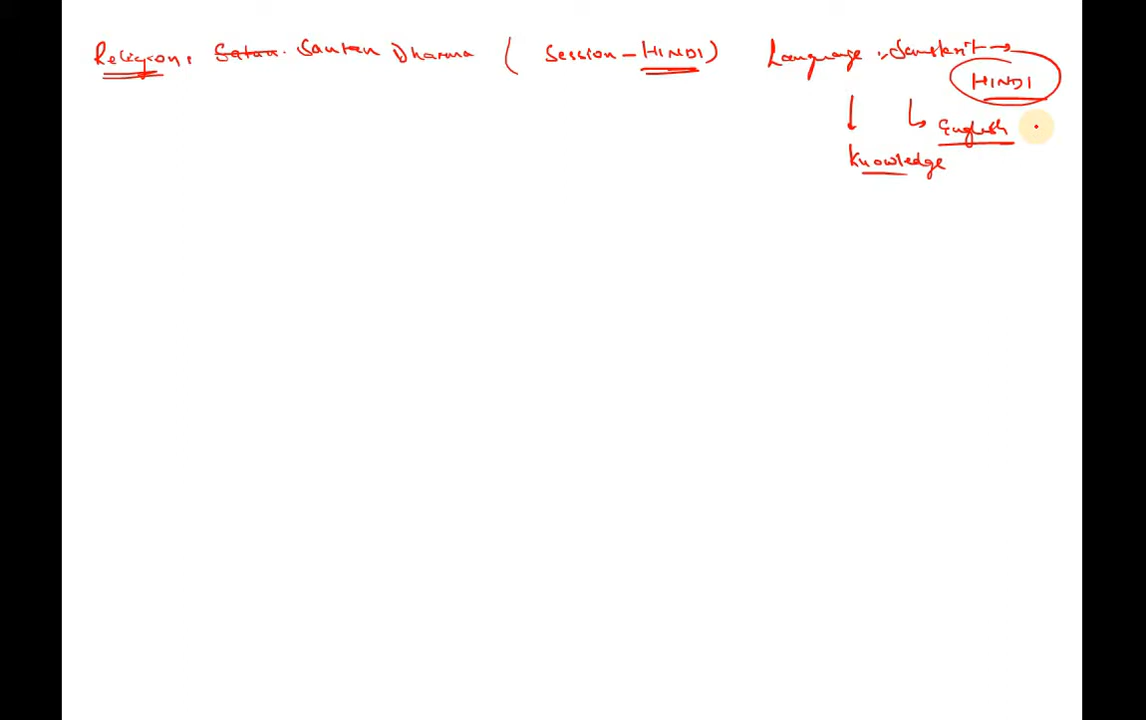 Religion: Satan. Santan Dharma ( Session - HINDI ) Language :- Sanskrit →
HINDI
English
Knowledge